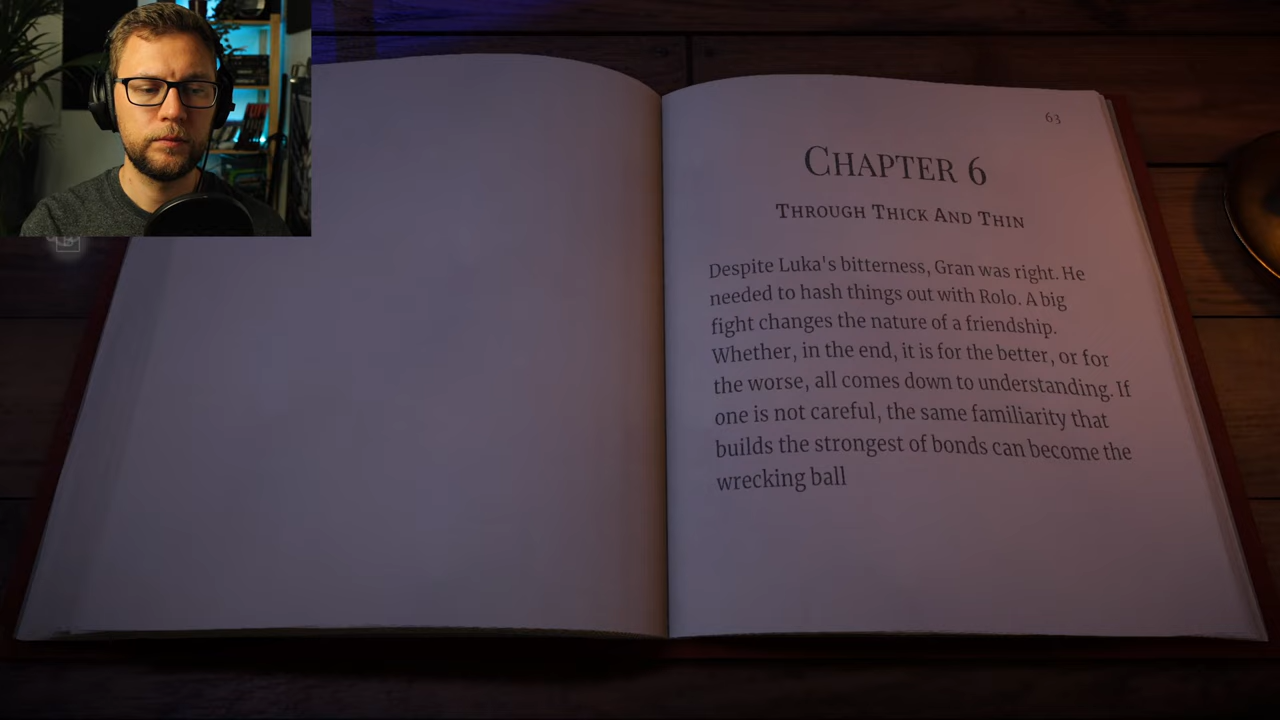 63
Chapter 6
Through Thick And Thin
Despite Luka's bitterness, Gran was right. He
needed to hash things out with Rolo. A big
fight changes the nature of a friendship.
Whether, in the end, it is for the better, or for
the worse, all comes down to understanding. If
one is not careful, the same familiarity that
builds the strongest of bonds can become the
wrecking ball